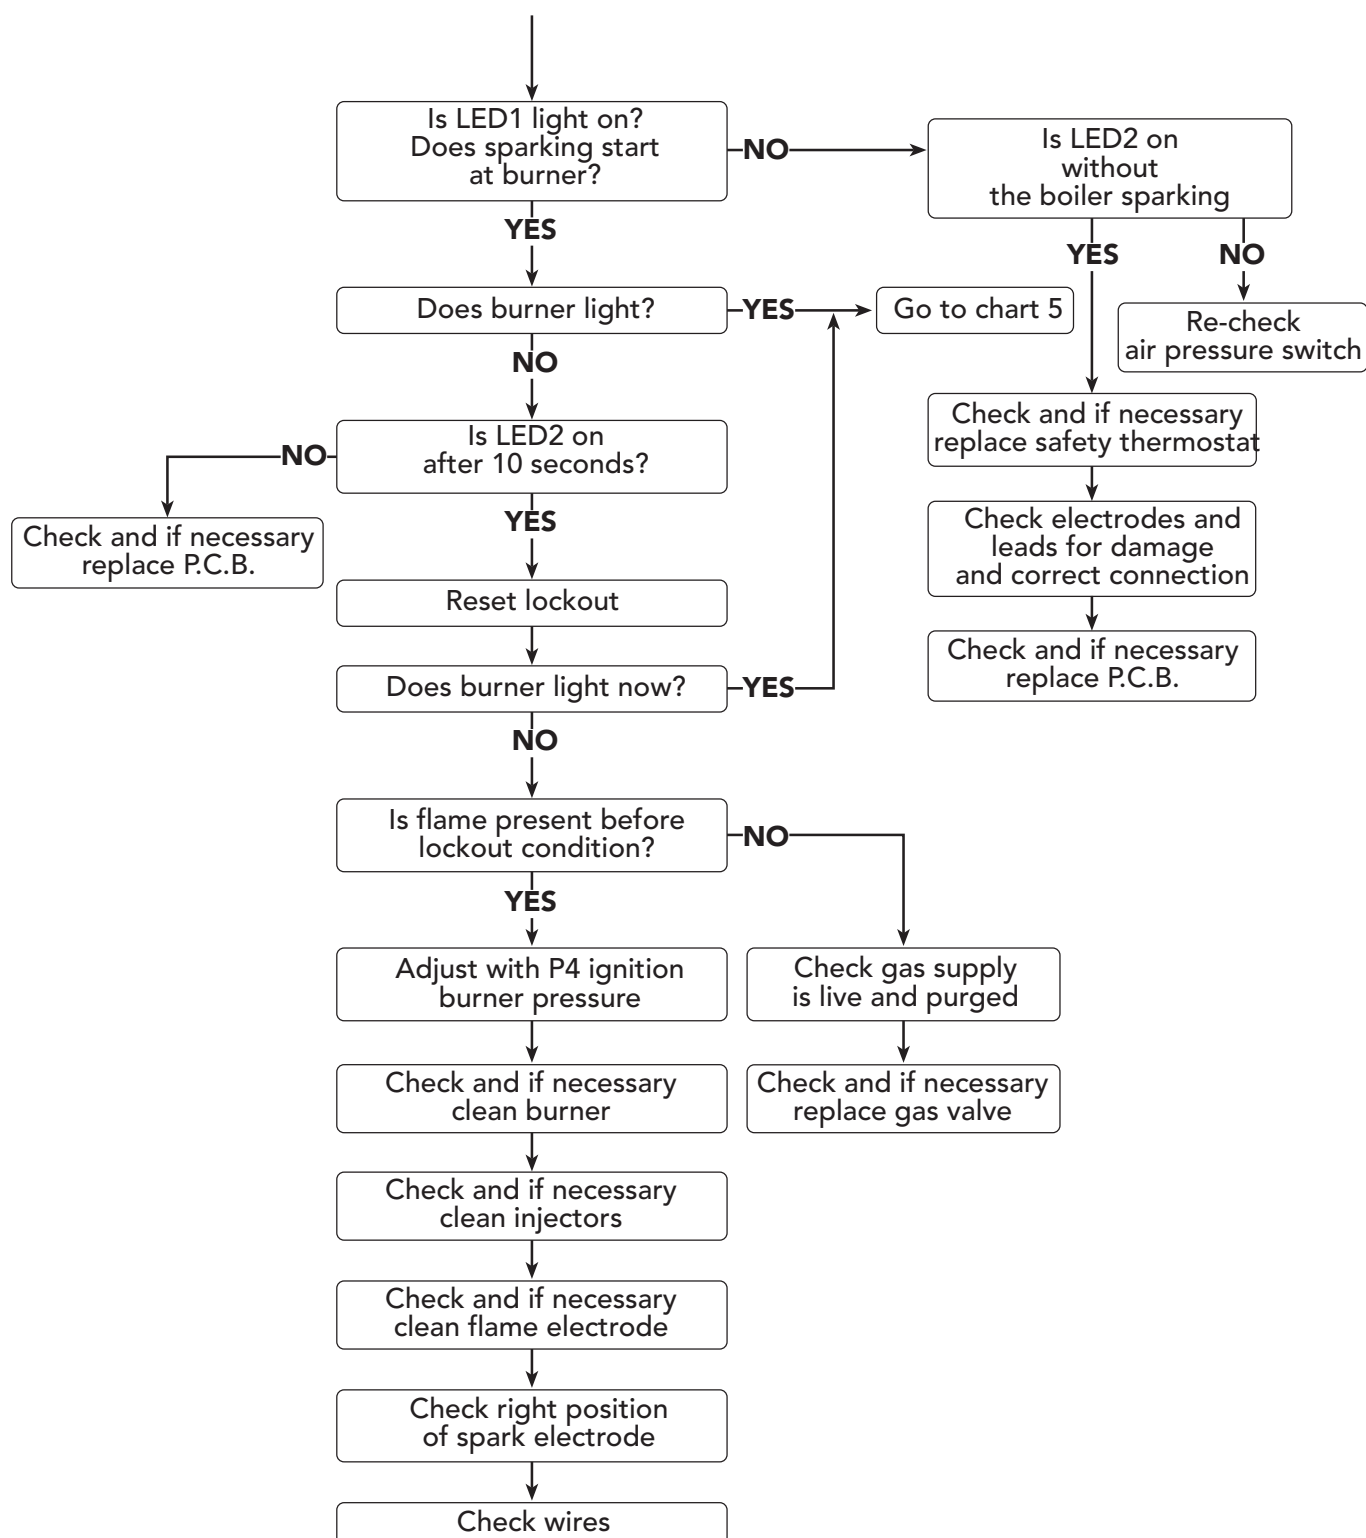 Is LED1 light on?
Does sparking start
at burner?
NO
Is LED2 on
without
the boiler sparking
YES
YES
NO
Does burner light?
YES
Go to chart 5
Re-check
air pressure switch
NO
Check and if necessary
replace safety thermostat
Is LED2 on
after 10 seconds?
NO
YES
Check and if necessary
replace P.C.B.
Check electrodes and
leads for damage
and correct connection
Reset lockout
Check and if necessary
replace P.C.B.
Does burner light now?
YES
NO
Is flame present before
lockout condition?
NO
YES
Adjust with P4 ignition
burner pressure
Check gas supply
is live and purged
Check and if necessary
clean burner
Check and if necessary
replace gas valve
Check and if necessary
clean injectors
Check and if necessary
clean flame electrode
Check right position
of spark electrode
Check wires